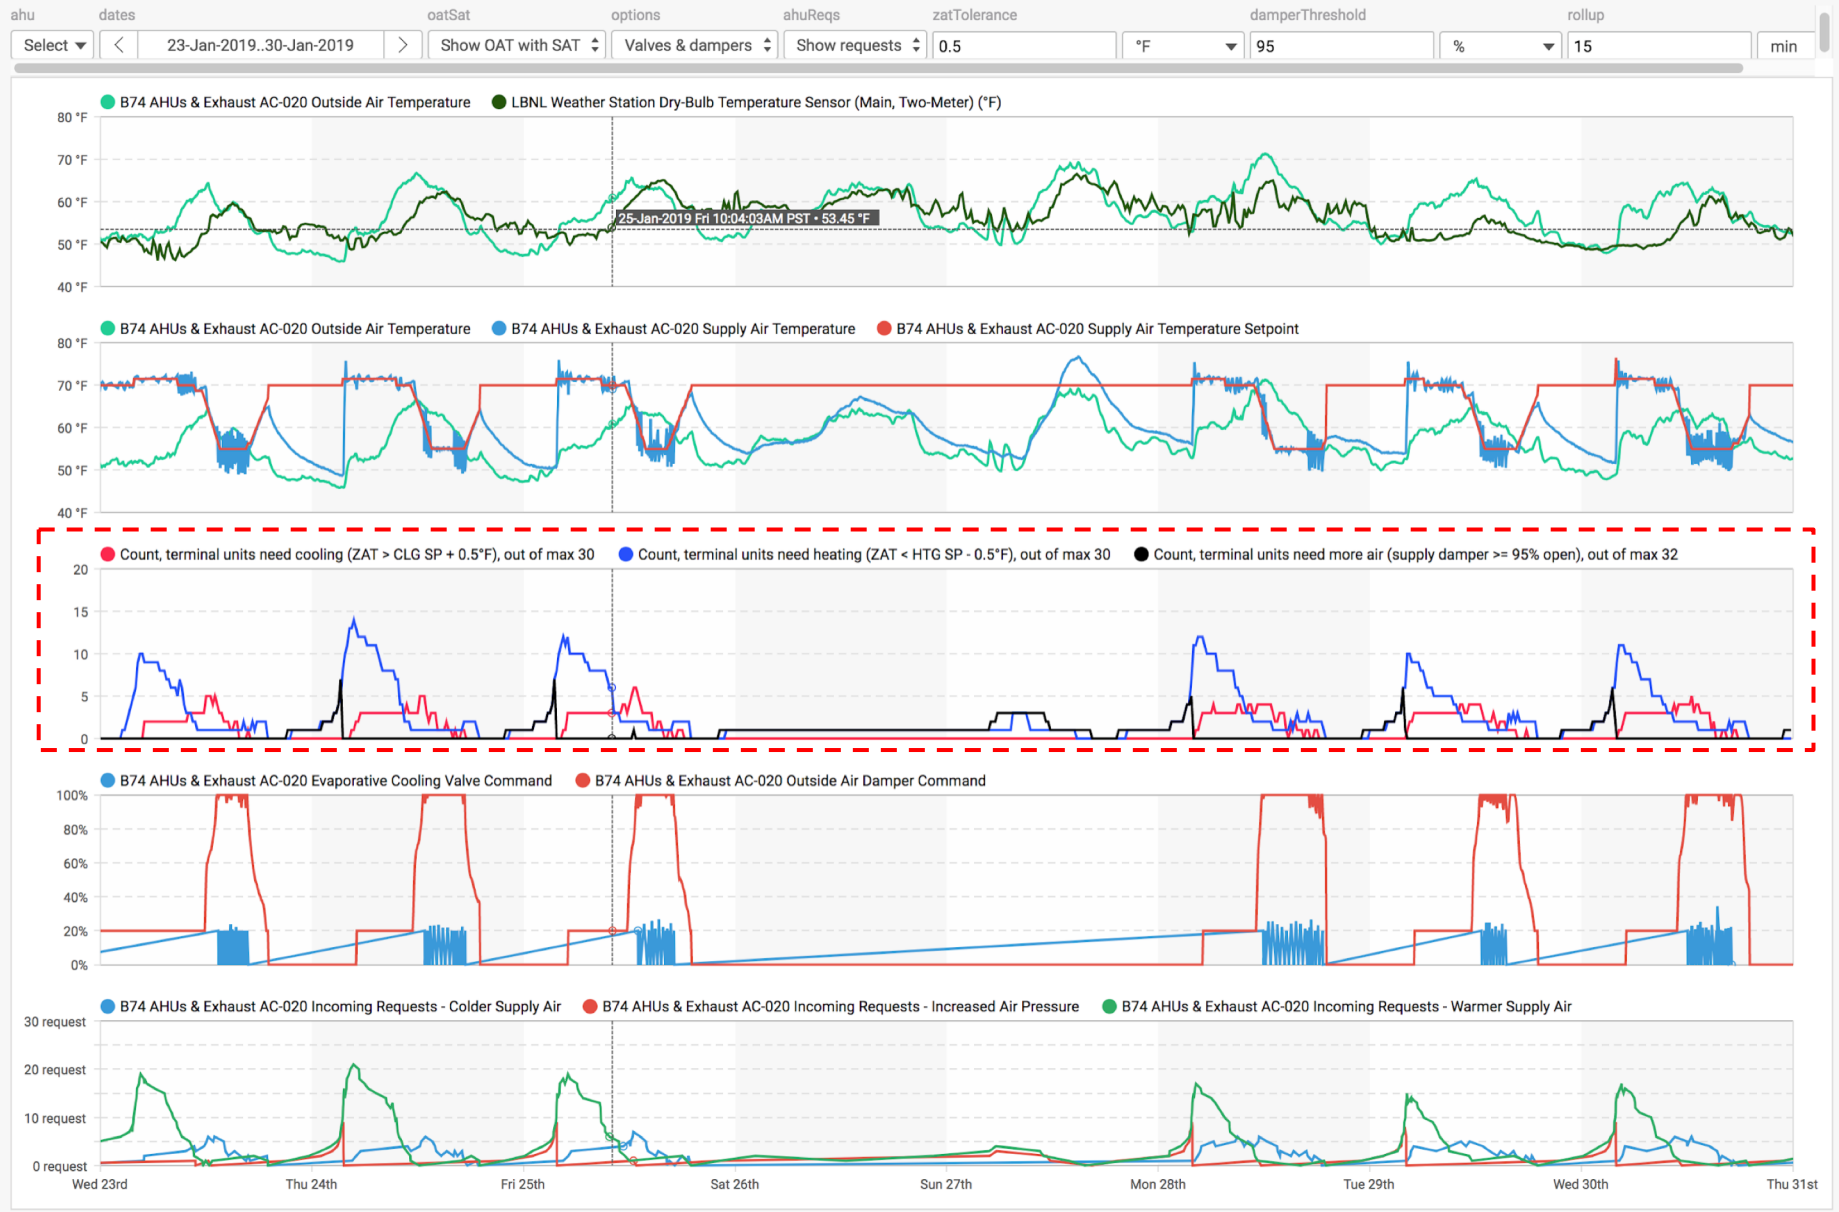 ahu dates oatSat options ahuReqs zatTolerance damperThreshold rollup
Select 23-Jan-2019..30-Jan-2019 Show OAT with SAT Valves & dampers Show requests 0.5 °F 95 % 15 min
B74 AHUs & Exhaust AC-020 Outside Air Temperature LBNL Weather Station Dry-Bulb Temperature Sensor (Main, Two-Meter) (°F)
80 °F
70 °F
60 °F
25-Jan-2019 Fri 10:04:03AM PST • 53.45 °F
50 °F
40 °F
B74 AHUs & Exhaust AC-020 Outside Air Temperature B74 AHUs & Exhaust AC-020 Supply Air Temperature B74 AHUs & Exhaust AC-020 Supply Air Temperature Setpoint
80 °F
70 °F
60 °F
50 °F
40 °F
Count, terminal units need cooling (ZAT > CLG SP + 0.5°F), out of max 30 Count, terminal units need heating (ZAT < HTG SP - 0.5°F), out of max 30 Count, terminal units need more air (supply damper >= 95% open), out of max 32
20
15
10
5
0
B74 AHUs & Exhaust AC-020 Evaporative Cooling Valve Command B74 AHUs & Exhaust AC-020 Outside Air Damper Command
100%
80%
60%
40%
20%
0%
B74 AHUs & Exhaust AC-020 Incoming Requests - Colder Supply Air B74 AHUs & Exhaust AC-020 Incoming Requests - Increased Air Pressure B74 AHUs & Exhaust AC-020 Incoming Requests - Warmer Supply Air
30 request
20 request
10 request
0 request
Wed 23rd Thu 24th Fri 25th Sat 26th Sun 27th Mon 28th Tue 29th Wed 30th Thu 31st